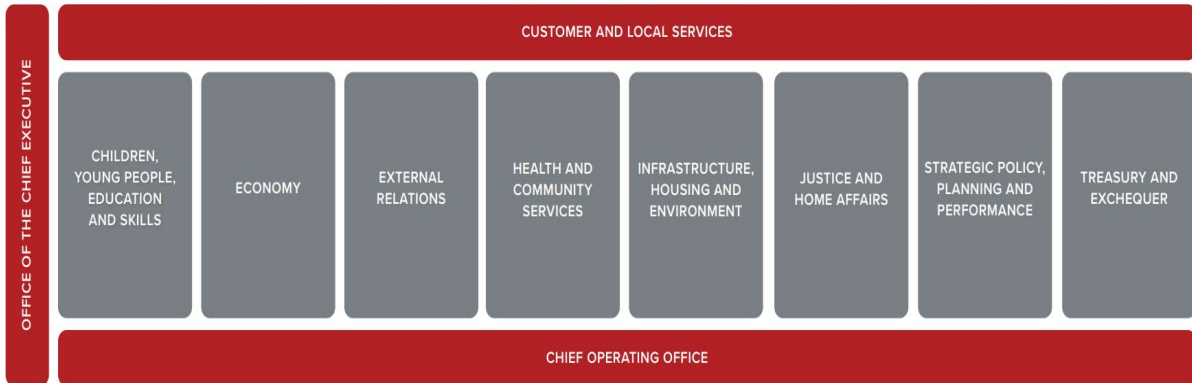 OFFICE OF THE CHIEF EXECUTIVE
CUSTOMER AND LOCAL SERVICES
CHILDREN,
YOUNG PEOPLE,
EDUCATION
AND SKILLS
ECONOMY
EXTERNAL
RELATIONS
HEALTH AND
COMMUNITY
SERVICES
INFRASTRUCTURE,
HOUSING AND
ENVIRONMENT
JUSTICE AND
HOME AFFAIRS
STRATEGIC POLICY,
PLANNING AND
PERFORMANCE
TREASURY AND
EXCHEQUER
CHIEF OPERATING OFFICE